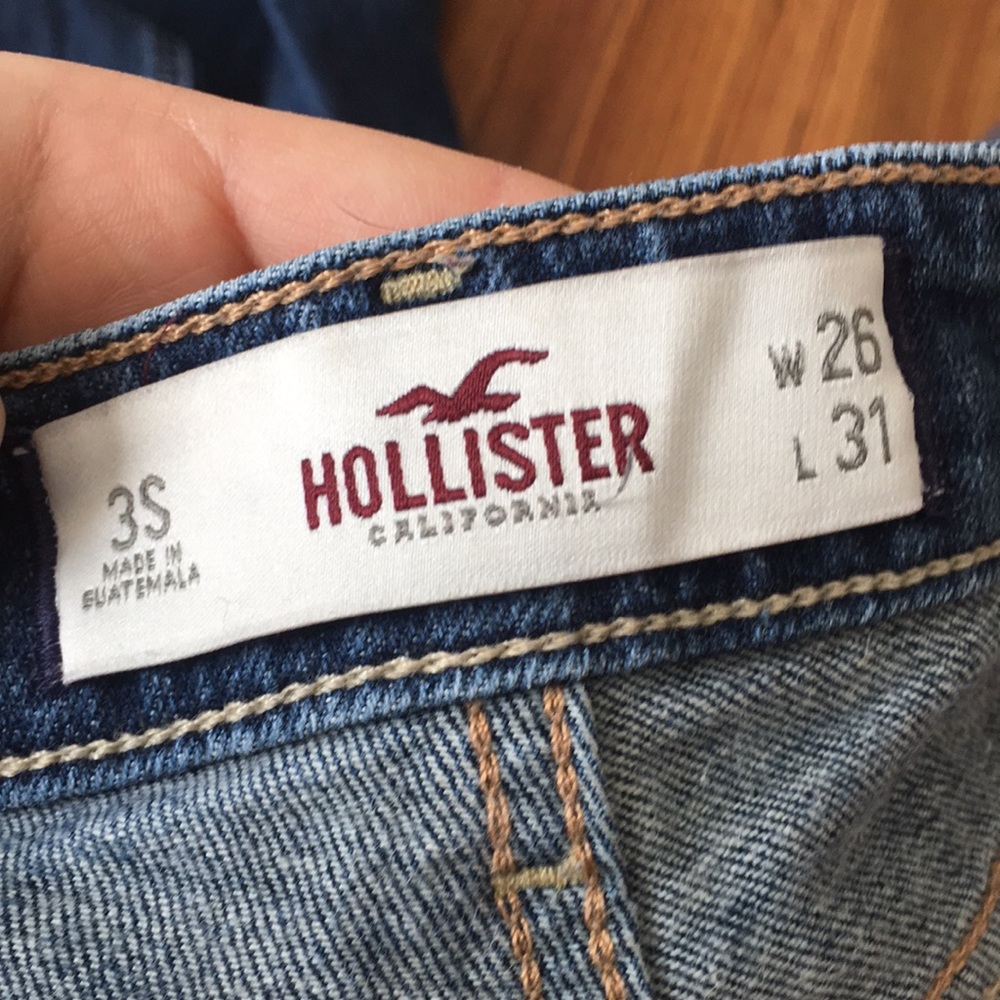 3S
MADE IN
GUATEMALA
HOLLISTER
CALIFORNIA
W 26
L 31